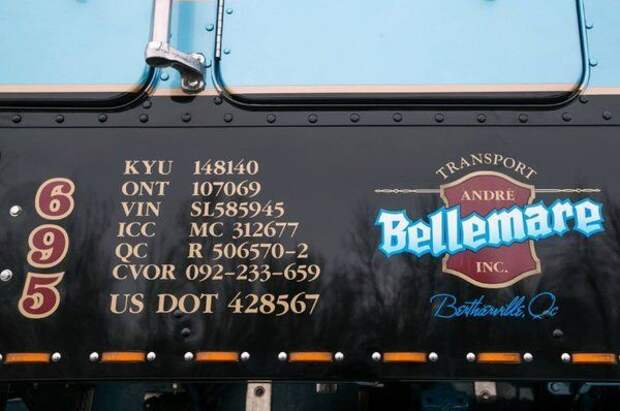 695
KYU 148140
ONT 107069
VIN SL585945
ICC MC 312677
QC R 506570-2
CVOR 092-233-659
US DOT 428567
TRANSPORT
ANDRÉ
Bellemare
INC.
Berthierville, Qc